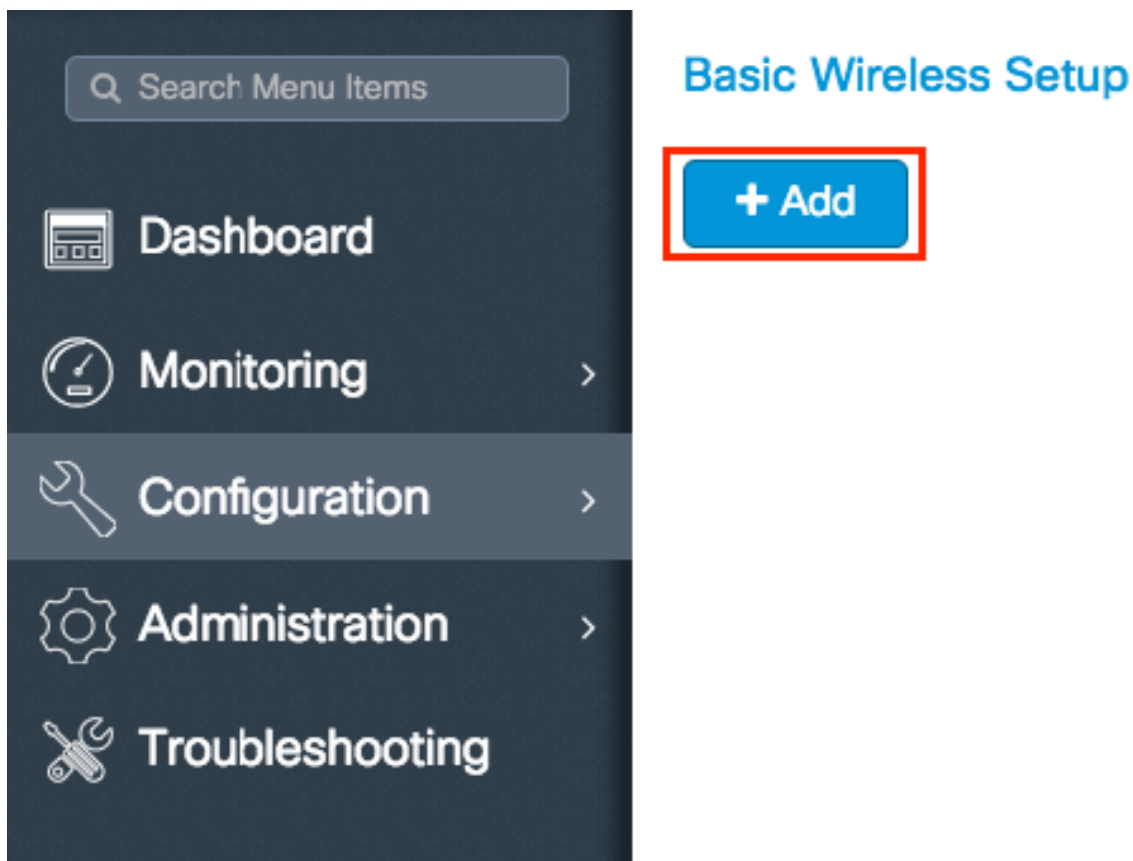 Search Menu Items
Dashboard
Monitoring
Configuration
Administration
Troubleshooting
Basic Wireless Setup
+ Add